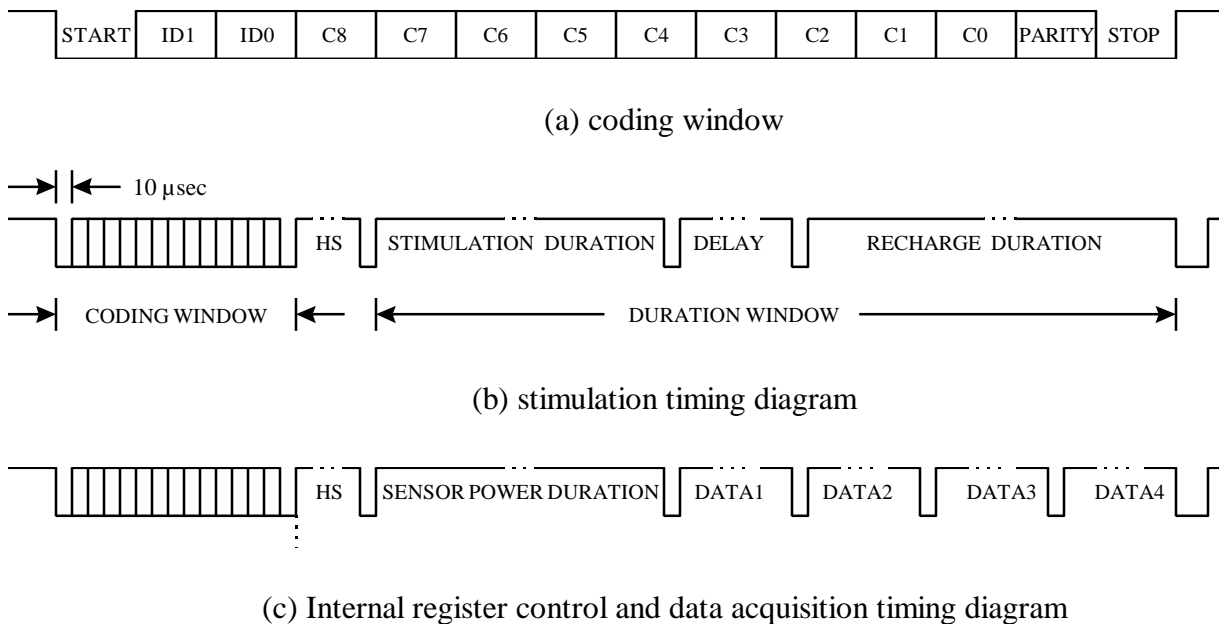 START ID1 ID0 C8 C7 C6 C5 C4 C3 C2 C1 C0 PARITY STOP
(a) coding window
10 µsec
HS STIMULATION DURATION DELAY RECHARGE DURATION
CODING WINDOW DURATION WINDOW
(b) stimulation timing diagram
HS SENSOR POWER DURATION DATA1 DATA2 DATA3 DATA4
(c) Internal register control and data acquisition timing diagram